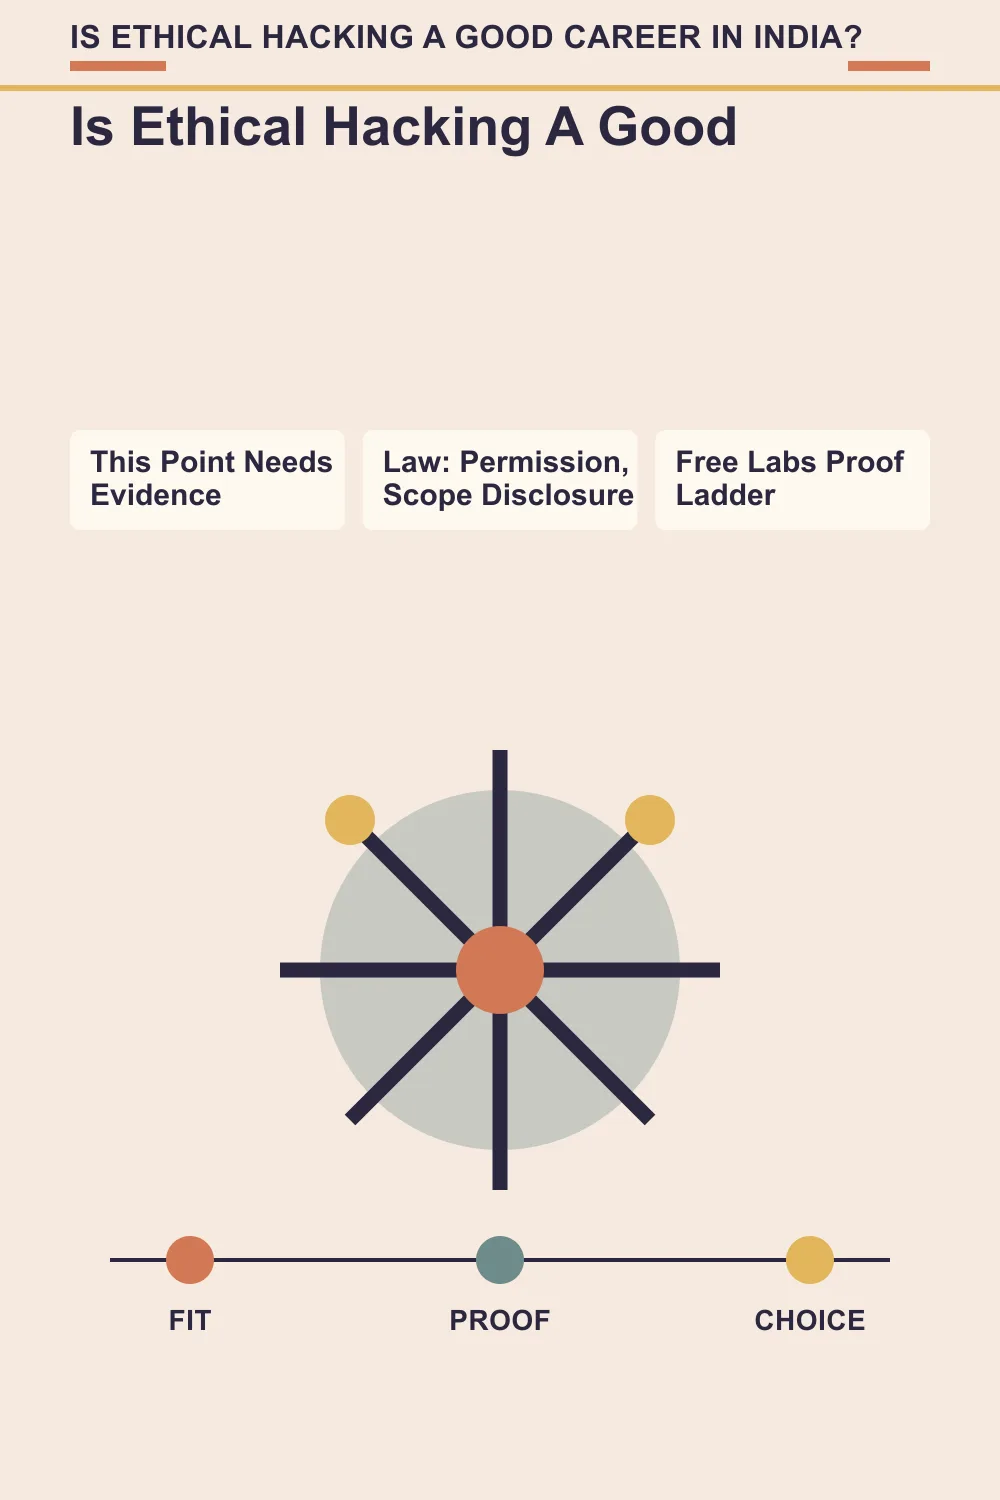 IS ETHICAL HACKING A GOOD CAREER IN INDIA?
Is Ethical Hacking A Good
This Point Needs
Evidence
Law: Permission,
Scope Disclosure
Free Labs Proof
Ladder
FIT
PROOF
CHOICE